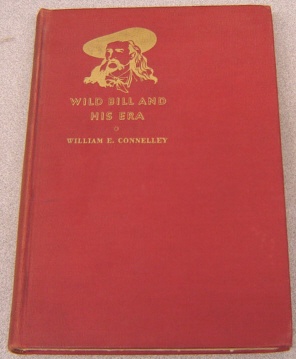 WILD BILL AND
HIS ERA
WILLIAM E. CONNELLEY